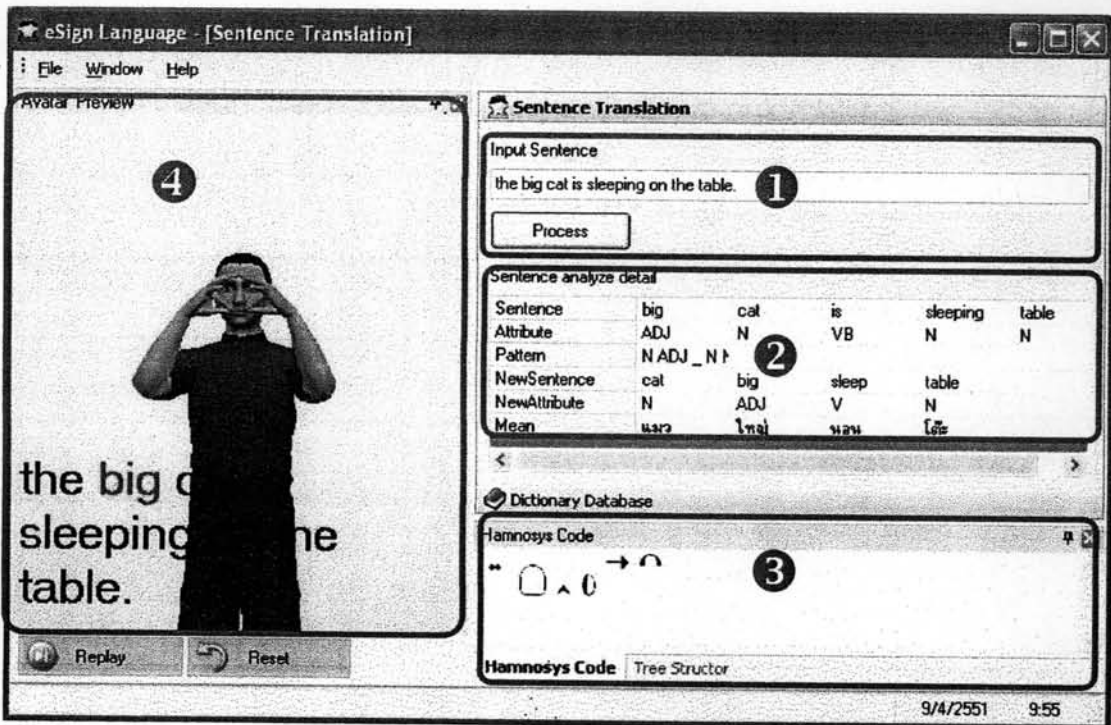 eSign Language - [Sentence Translation]
File Window Help
Avatar Preview
4
the big c
sleeping he
table.
Replay Reset
Sentence Translation
Input Sentence
the big cat is sleeping on the table.
1
Process
Sentence analyze detail
Sentence big cat is sleeping table
Attribute ADJ N VB N N
Pattern N ADJ _ N
2
NewSentence cat big sleep table
NewAttribute N ADJ V N
Mean แมว ใหญ่ นอน โต๊ะ
Dictionary Database
Hamnosys Code
3
Hamnosys Code Tree Structor
9/4/2551 9:55